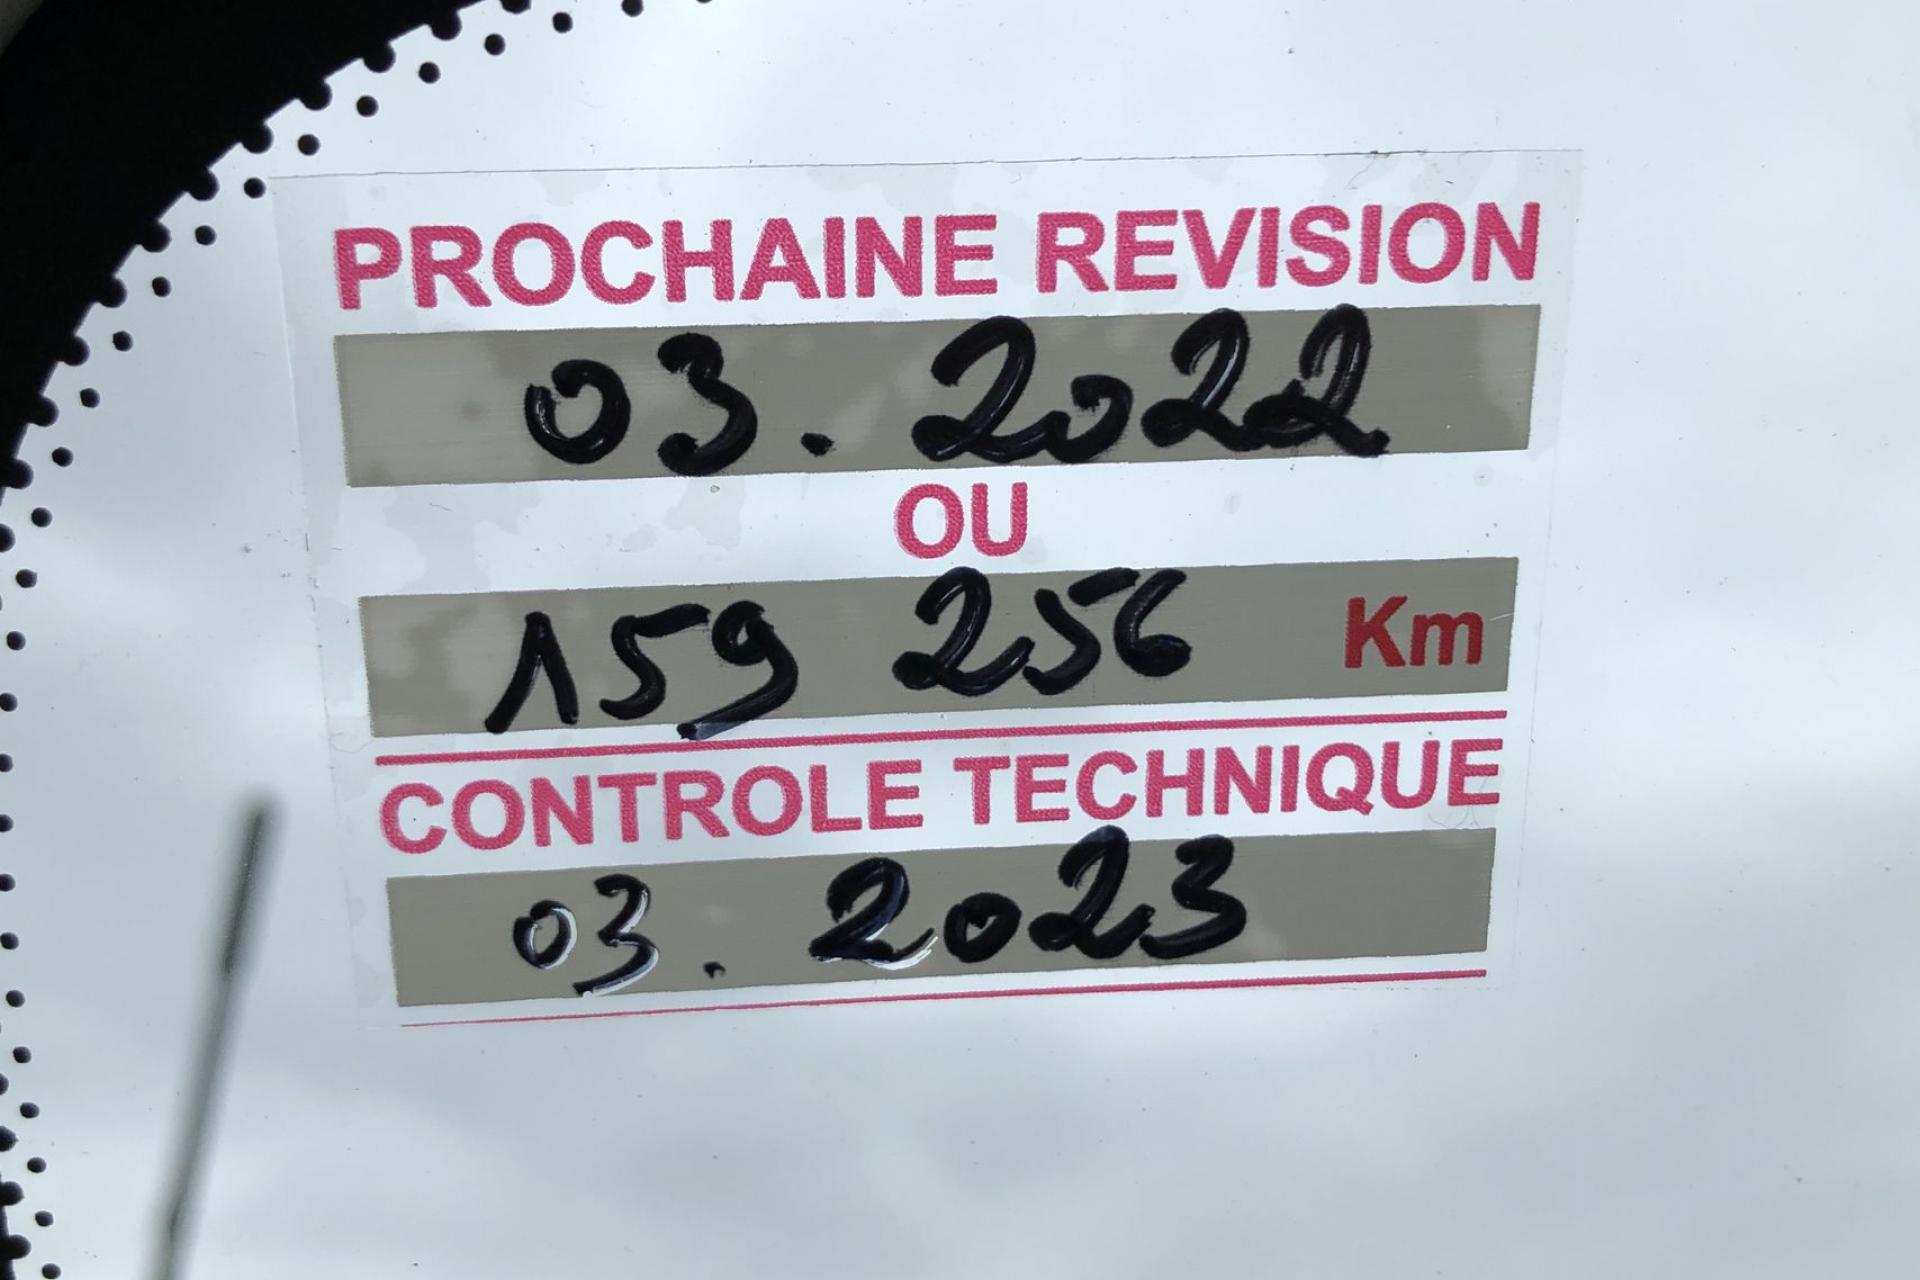 PROCHAINE REVISION
03.2022
OU
159 256 Km
CONTROLE TECHNIQUE
03.2023